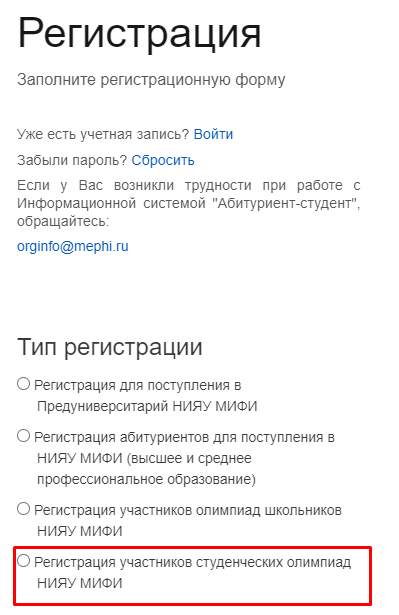 Регистрация
Заполните регистрационную форму
Уже есть учетная запись? Войти
Забыли пароль? Сбросить
Если у Вас возникли трудности при работе с
Информационной системой "Абитуриент-студент",
обращайтесь:
orginfo@mephi.ru
Тип регистрации
Регистрация для поступления в
Предуниверситарий НИЯУ МИФИ
Регистрация абитуриентов для поступления в
НИЯУ МИФИ (высшее и среднее
профессиональное образование)
Регистрация участников олимпиад школьников
НИЯУ МИФИ
Регистрация участников студенческих олимпиад
НИЯУ МИФИ